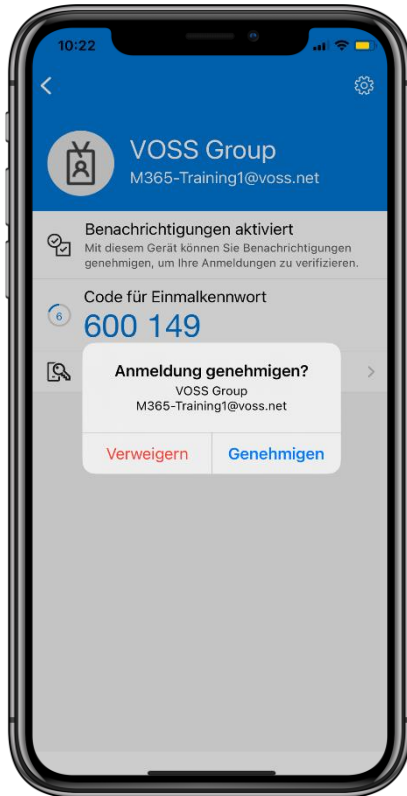 10:22
VOSS Group
M365-Training1@voss.net
Benachrichtigungen aktiviert
Mit diesem Gerät können Sie Benachrichtigungen
genehmigen, um Ihre Anmeldungen zu verifizieren.
Code für Einmalkennwort
6
600 149
Anmeldung genehmigen?
VOSS Group
M365-Training1@voss.net
Verweigern
Genehmigen